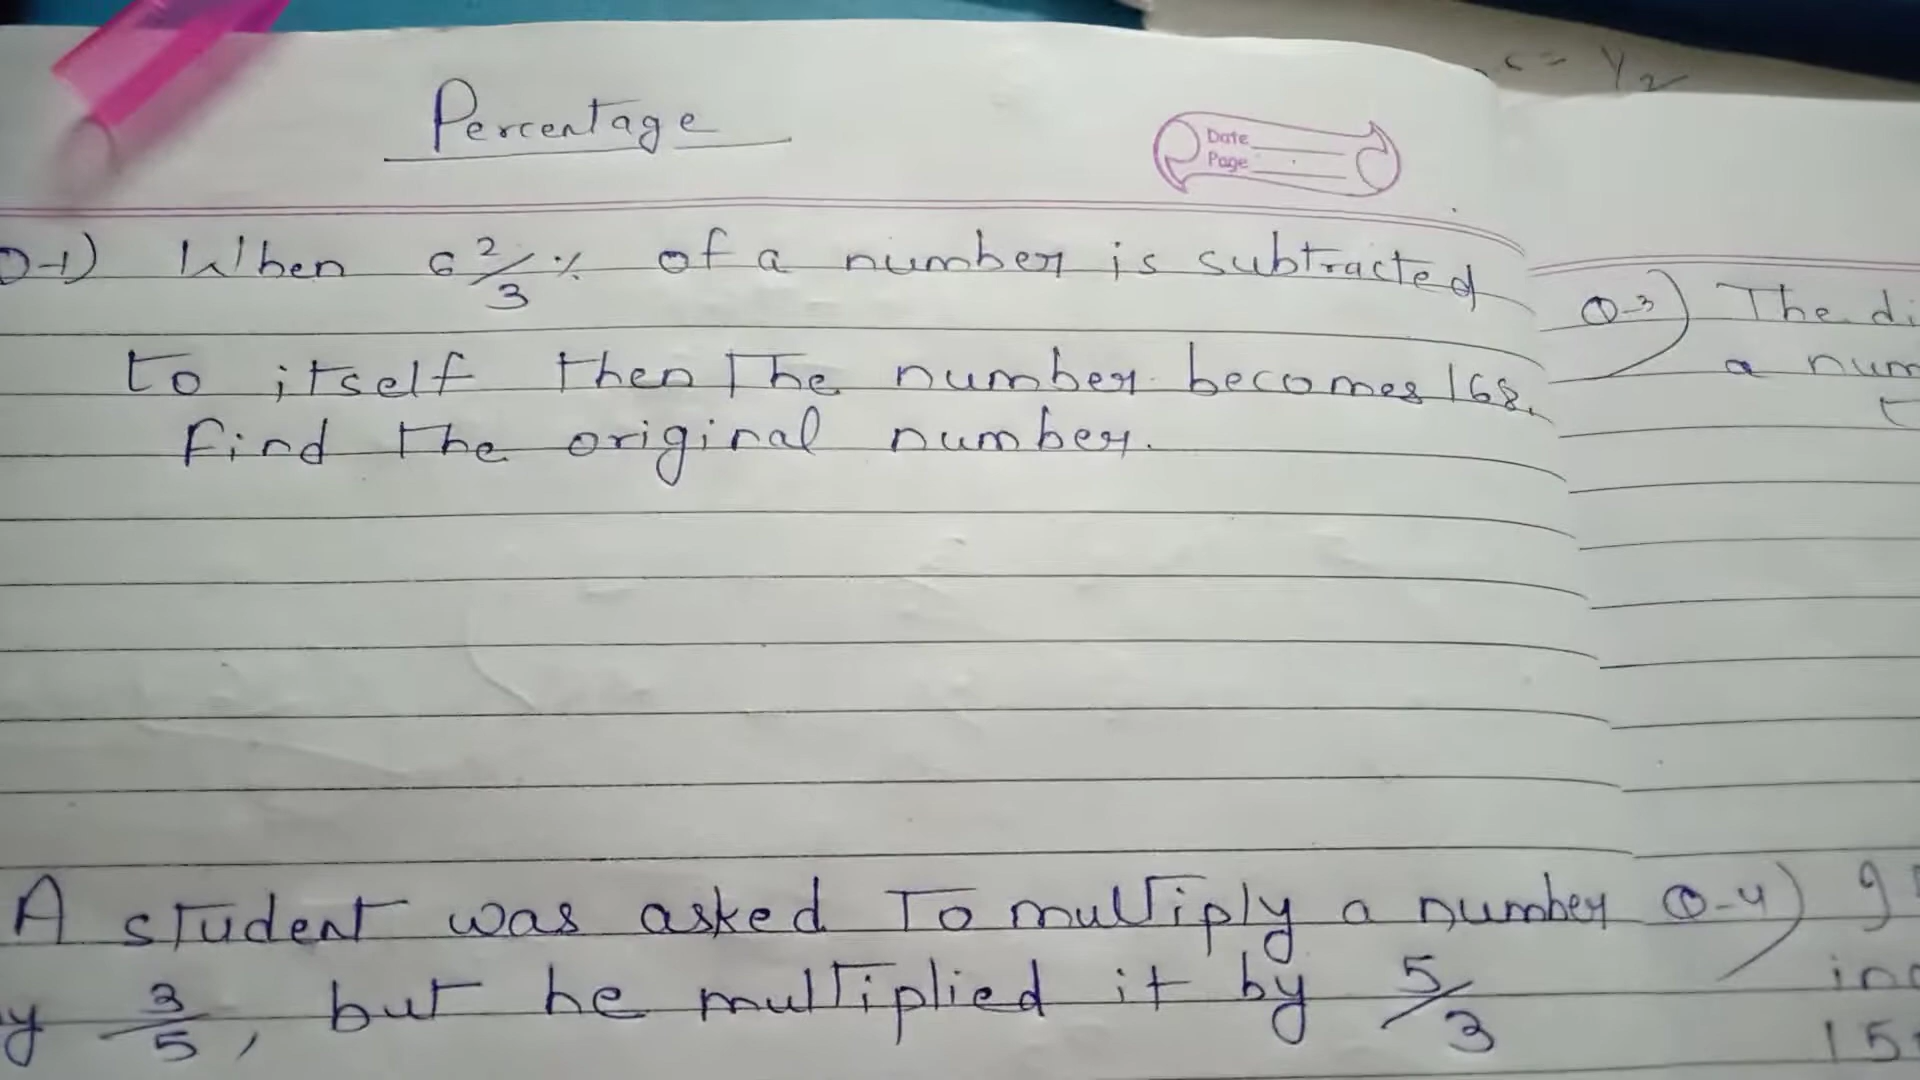 c = 1/2
Percentage
Date
Page
Q-1) When 6 2/3 % of a number is subtracted
to itself then the number becomes 168.
Find the original number.
Q-3) The
a
A student was asked to multiply a number
3/5, but he multiplied it by 5/3
Q-4)
15